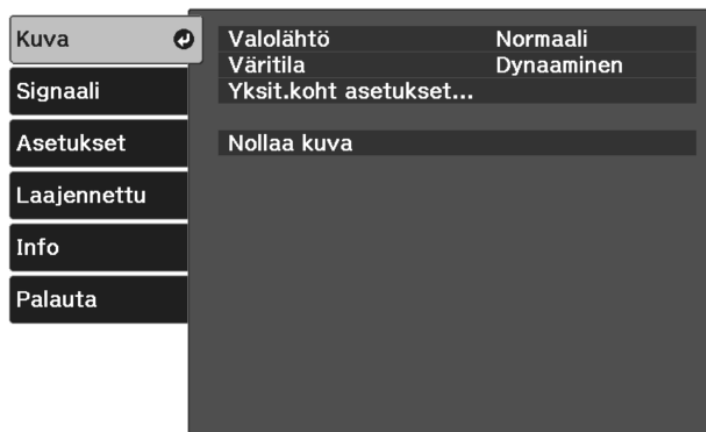 Kuva
Signaali
Asetukset
Laajennettu
Info
Palauta
Valolähtö Normaali
Väritila Dynaaminen
Yksit.koht asetukset...
Nollaa kuva